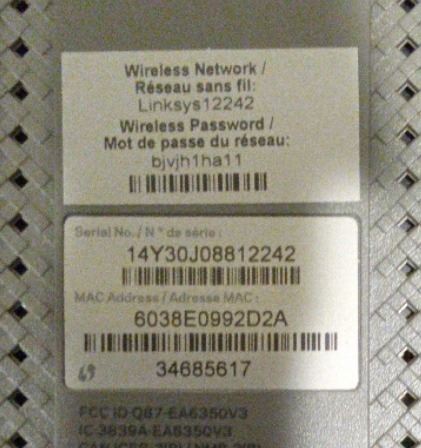 Wireless Network /
Réseau sans fil:
Linksys12242
Wireless Password /
Mot de passe du réseau:
bjvjh1ha11
Serial No. / N° de série :
14Y30J08812242
MAC Address / Adresse MAC :
6038E0992D2A
34685617
FCC ID Q87-EA6350V3
IC-3839A-EA6350V3